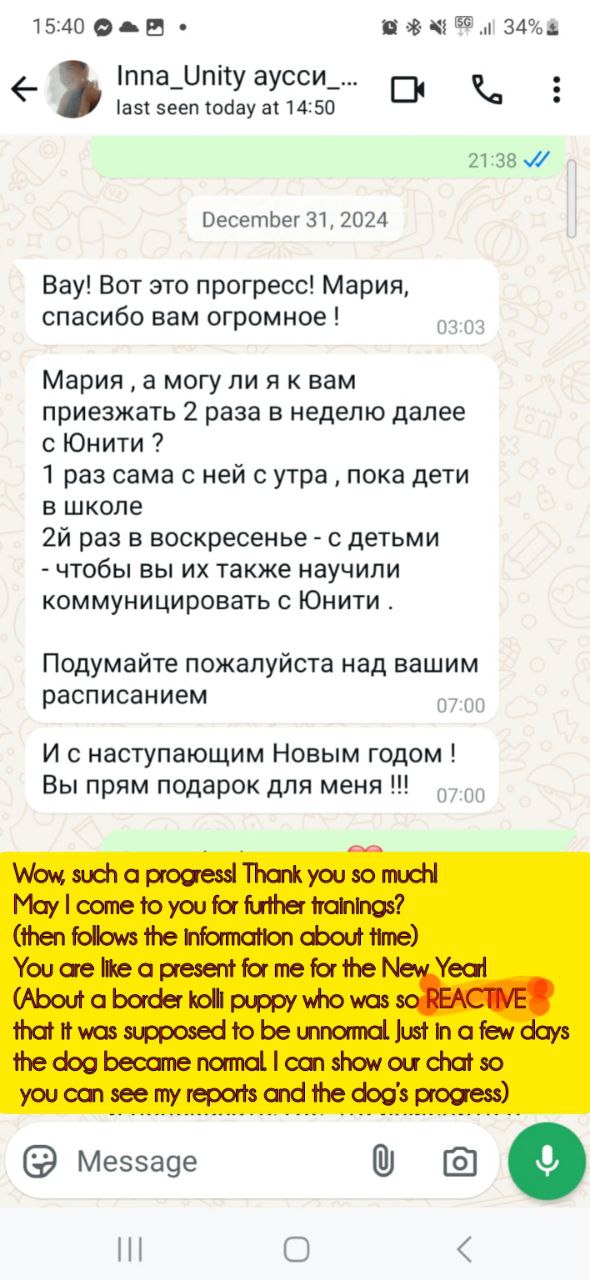 15:40 5G 34%
Inna_Unity аусси_...
last seen today at 14:50
21:38
December 31, 2024
Вау! Вот это прогресс! Мария,
спасибо вам огромное !
03:03
Мария , а могу ли я к вам
приезжать 2 раза в неделю далее
с Юнити ?
1 раз сама с ней с утра , пока дети
в школе
2й раз в воскресенье - с детьми
- чтобы вы их также научили
коммуницировать с Юнити .
Подумайте пожалуйста над вашим
расписанием
07:00
И с наступающим Новым годом !
Вы прям подарок для меня !!!
07:00
Wow, such a progress! Thank you so much!
May I come to you for further trainings?
(then follows the information about time)
You are like a present for me for the New Year!
(About a border kolli puppy who was so REACTIVE
that it was supposed to be unnormal. Just in a few days
the dog became normal. I can show our chat so
you can see my reports and the dog's progress)
Message